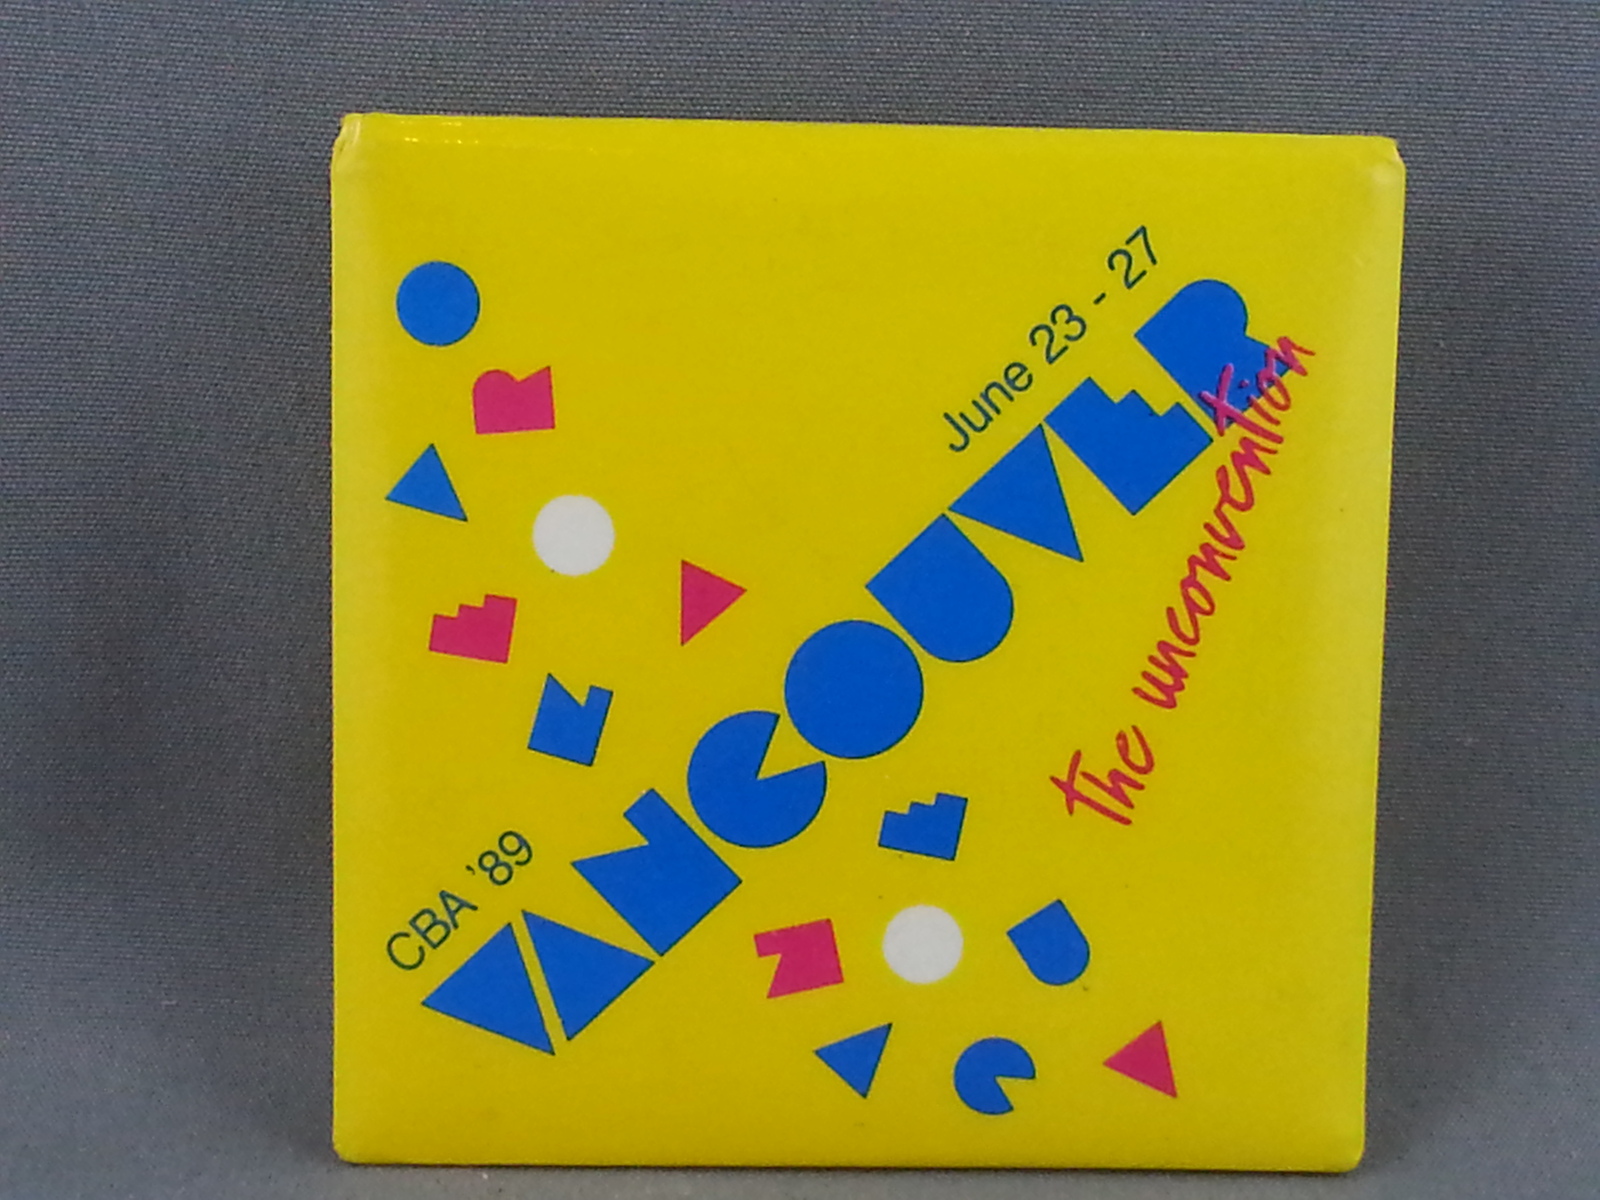 June 23 - 27
CBA '89
VANCOUVER
The unconvention